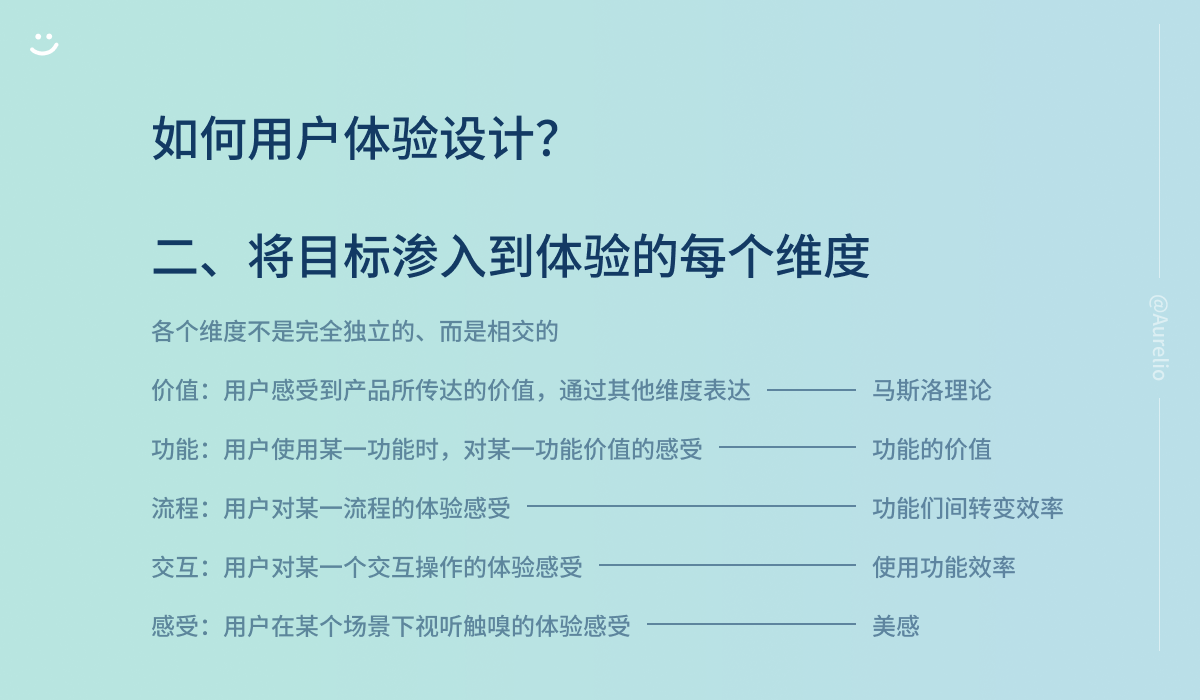 如何用户体验设计？
二、将目标渗入到体验的每个维度
各个维度不是完全独立的、而是相交的
价值：用户感受到产品所传达的价值，通过其他维度表达 马斯洛理论
功能：用户使用某一功能时，对某一功能价值的感受 功能的价值
流程：用户对某一流程的体验感受 功能们间转变效率
交互：用户对某一个交互操作的体验感受 使用功能效率
感受：用户在某个场景下视听触嗅的体验感受 美感
@Aurelio